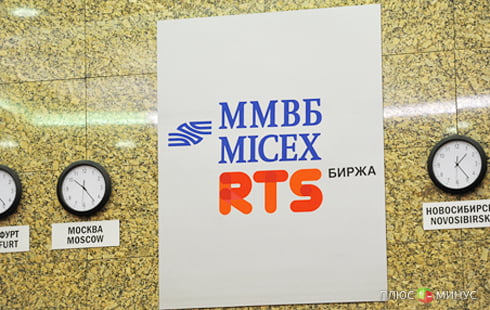 ММВБ
MICEX
RTS БИРЖА
ФУРТ
FURT
МОСКВА
MOSCOW
НОВОСИБИРСК
NOVOSIBIRSK
ПЛЮС МИНУС